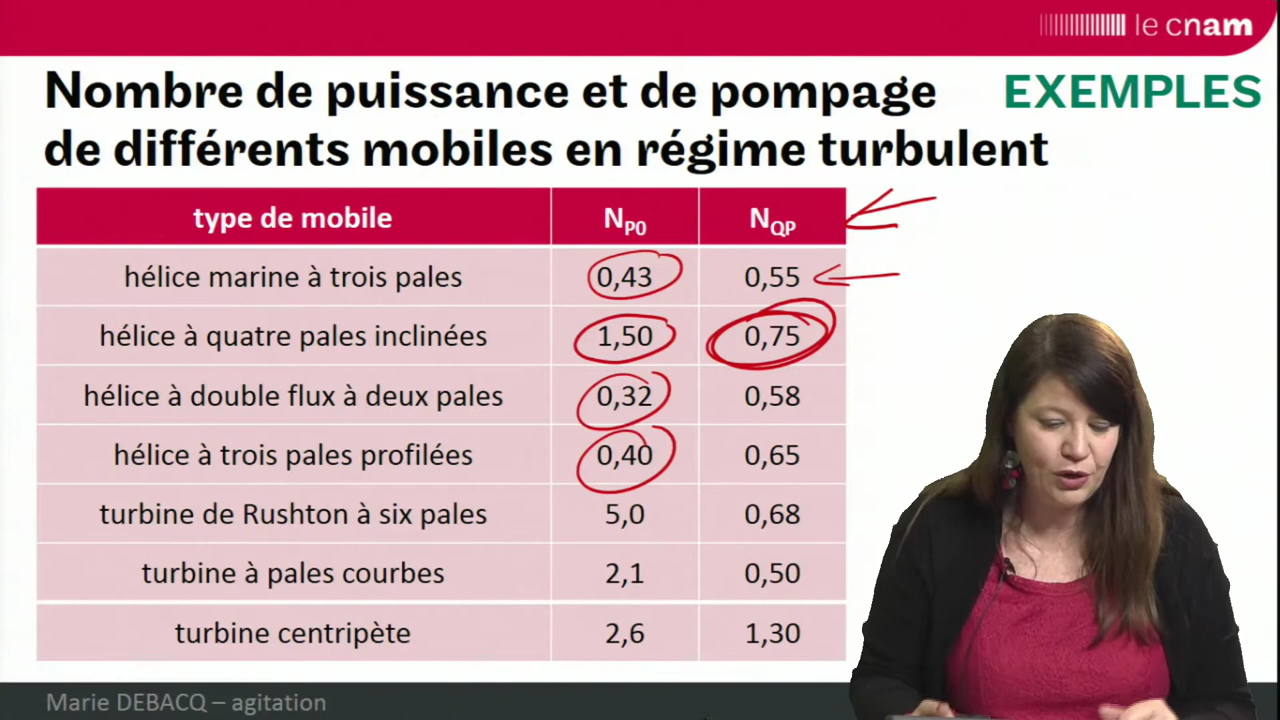 le cnam
Nombre de puissance et de pompage
de différents mobiles en régime turbulent
EXEMPLES
type de mobile N_P0 N_QP
hélice marine à trois pales 0,43 0,55
hélice à quatre pales inclinées 1,50 0,75
hélice à double flux à deux pales 0,32 0,58
hélice à trois pales profilées 0,40 0,65
turbine de Rushton à six pales 5,0 0,68
turbine à pales courbes 2,1 0,50
turbine centripète 2,6 1,30
Marie DEBACQ – agitation